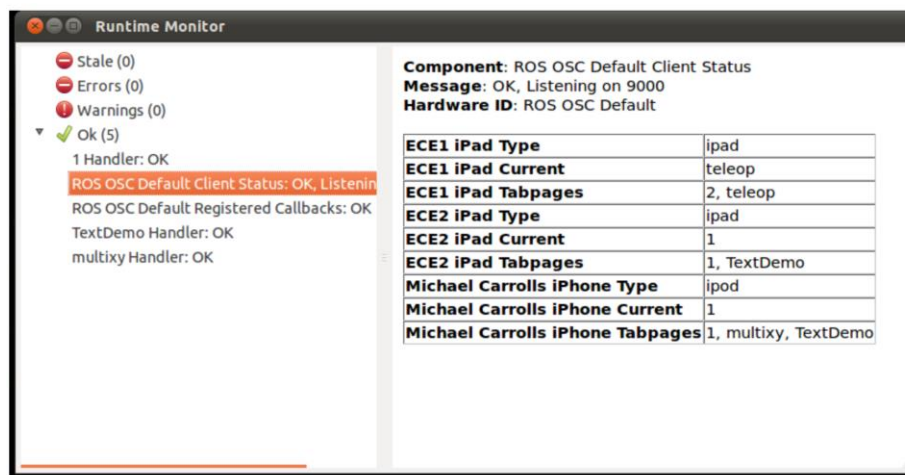 Runtime Monitor
Stale (0)
Errors (0)
Warnings (0)
Ok (5)
1 Handler: OK
ROS OSC Default Client Status: OK, Listenin
ROS OSC Default Registered Callbacks: OK
TextDemo Handler: OK
multixy Handler: OK
Component: ROS OSC Default Client Status
Message: OK, Listening on 9000
Hardware ID: ROS OSC Default
ECE1 iPad Type ipad
ECE1 iPad Current teleop
ECE1 iPad Tabpages 2, teleop
ECE2 iPad Type ipad
ECE2 iPad Current 1
ECE2 iPad Tabpages 1, TextDemo
Michael Carrolls iPhone Type ipod
Michael Carrolls iPhone Current 1
Michael Carrolls iPhone Tabpages 1, multixy, TextDemo